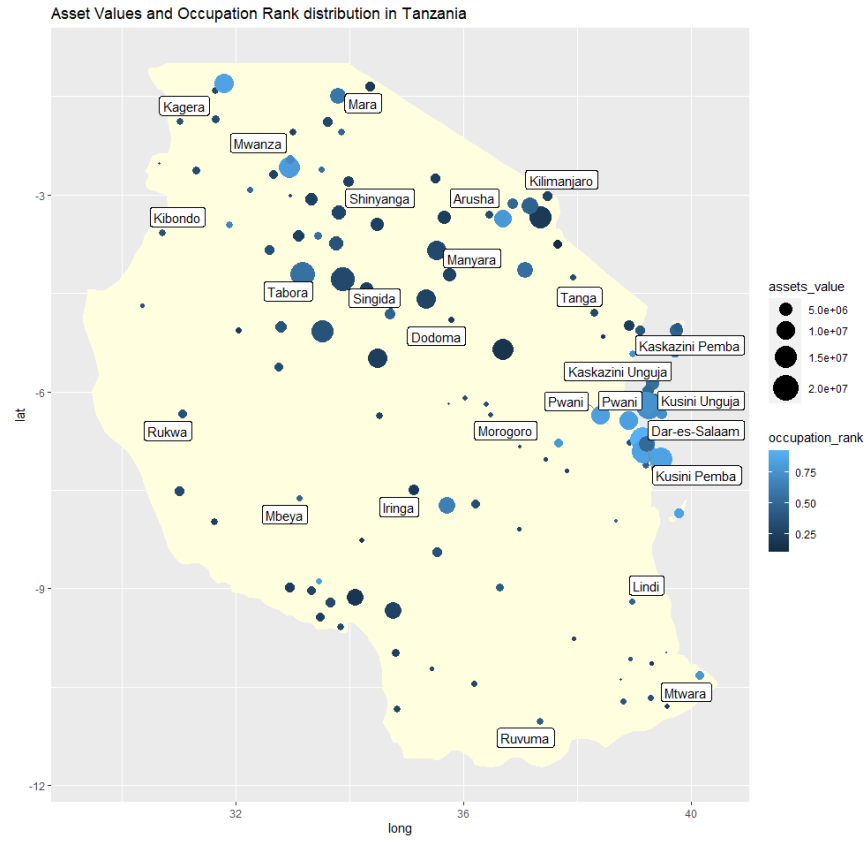 Asset Values and Occupation Rank distribution in Tanzania
Kagera
Mara
Mwanza
Kilimanjaro
Shinyanga
Arusha
Kibondo
Manyara
Tabora
Singida
Tanga
Dodoma
Kaskazini Pemba
Kaskazini Unguja
Pwani
Pwani
Kusini Unguja
Rukwa
Morogoro
Dar-es-Salaam
Kusini Pemba
Mbeya
Iringa
Lindi
Mtwara
Ruvuma
-3
-6
-9
-12
lat
32
36
40
long
assets_value
5.0e+06
1.0e+07
1.5e+07
2.0e+07
occupation_rank
0.75
0.50
0.25